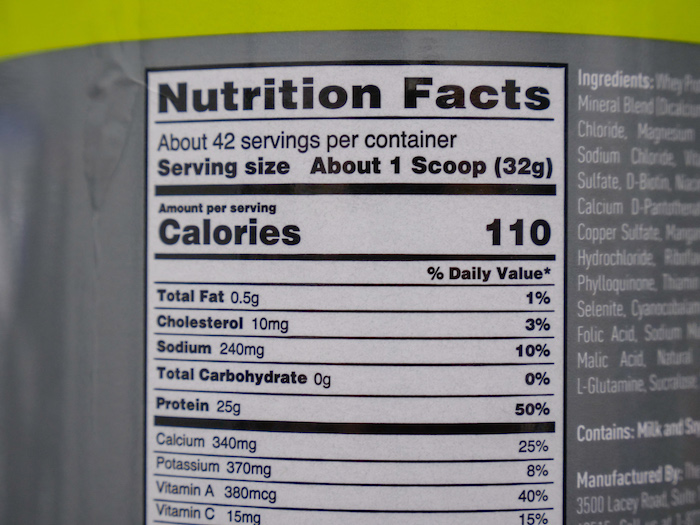 Nutrition Facts
About 42 servings per container
Serving size About 1 Scoop (32g)
Amount per serving
Calories 110
% Daily Value*
Total Fat 0.5g 1%
Cholesterol 10mg 3%
Sodium 240mg 10%
Total Carbohydrate 0g 0%
Protein 25g 50%
Calcium 340mg 25%
Potassium 370mg 8%
Vitamin A 380mcg 40%
Vitamin C 15mg 15%
Ingredients: Whey
Mineral Blend
Chloride, Magnesium
Sodium Chloride,
Sulfate, D-Biotin,
Calcium
Copper Sulfate,
Hydrochloride,
Phylloquinone,
Selenite,
Folic Acid, Sodium
Malic Acid, Natural
L-Glutamine,
Contains: Milk and
Manufactured By:
3500 Lacey Road,